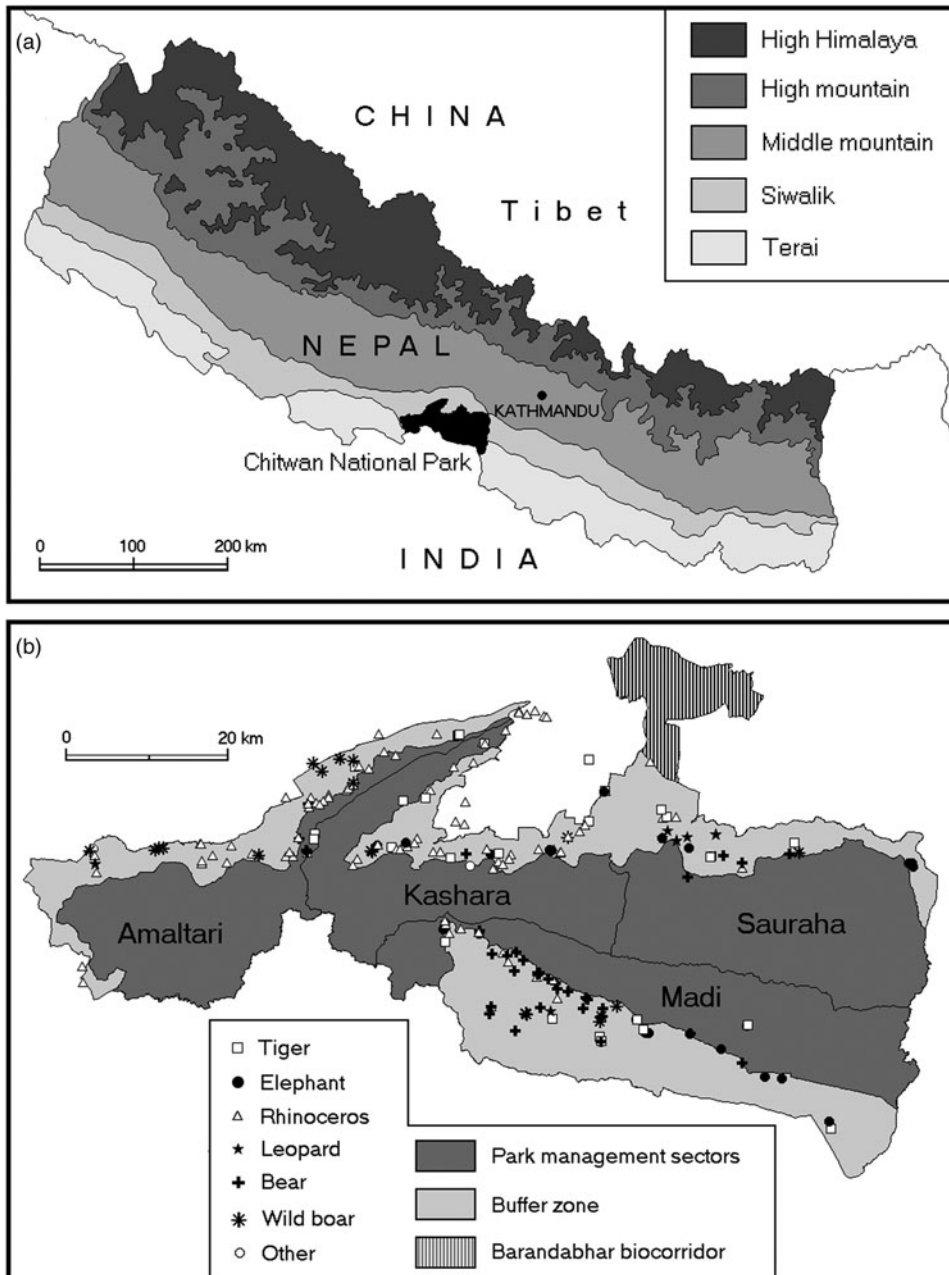 (a)
High Himalaya
High mountain
Middle mountain
Siwalik
Terai
CHINA
Tibet
NEPAL
KATHMANDU
Chitwan National Park
0 100 200 km
INDIA
(b)
0 20 km
Kashara
Amaltari
Sauraha
Madi
Tiger
Elephant
Rhinoceros
Leopard
Bear
Wild boar
Other
Park management sectors
Buffer zone
Barandabhar biocorridor